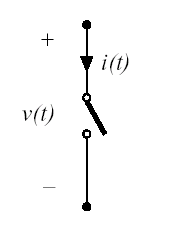 +
i(t)
v(t)
–